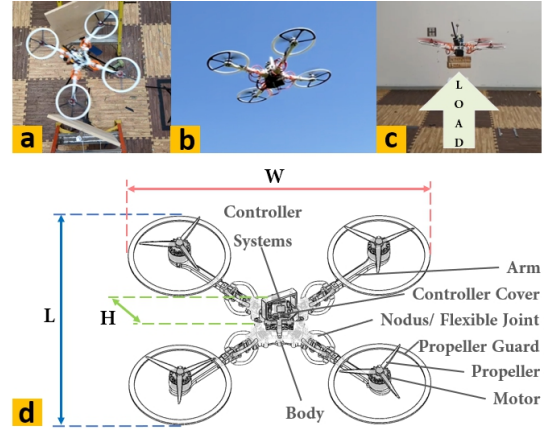 a
b
c
L
O
A
D
W
Controller
Systems
Arm
Controller Cover
L
H
Nodus/ Flexible Joint
Propeller Guard
Propeller
Motor
Body
d